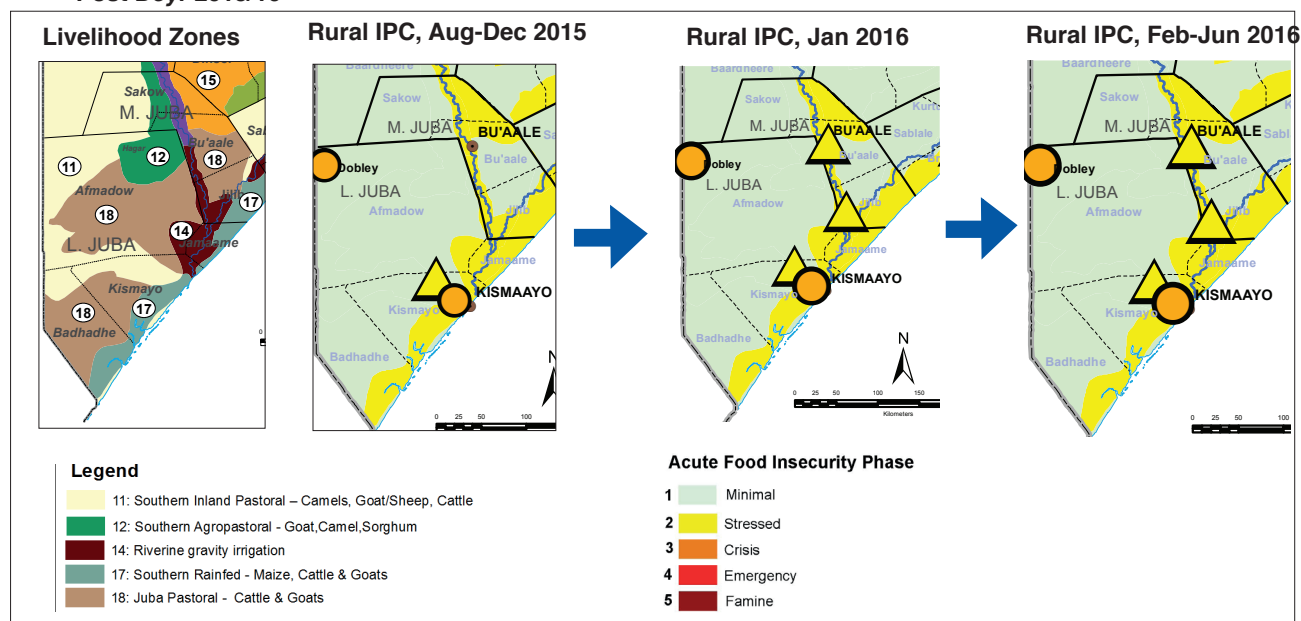 Livelihood Zones
Rural IPC, Aug-Dec 2015
Rural IPC, Jan 2016
Rural IPC, Feb-Jun 2016
15
Sakow
M. JUBA
Bu'aale
Hagar
12
18
11
Afmadow
18
Jilib
17
14
L. JUBA
Jamaame
Kismayo
17
18
Badhadhe
0
Sakow
M. JUBA
BU'AALE
Bu'aale
Dobley
L. JUBA
Afmadow
Jilib
Jamaame
KISMAAYO
Kismayo
Badhadhe
N
0 25 50 100
Baardheere
Sakow
Kurtu
M. JUBA
BU'AALE
Sablale
Bu'aale
Dobley
L. JUBA
Afmadow
Jilib
Jamaame
KISMAAYO
Kismayo
Badhadhe
N
0 25 50 100 150
Kilometers
Baardheere
Sakow
M. JUBA
BU'AALE
Sabl
Bu'aale
Dobley
L. JUBA
Afmadow
Jilib
Jamaame
KISMAAYO
Kismayo
Badhadhe
0 25 50 100
Legend
11: Southern Inland Pastoral – Camels, Goat/Sheep, Cattle
12: Southern Agropastoral - Goat,Camel,Sorghum
14: Riverine gravity irrigation
17: Southern Rainfed - Maize, Cattle & Goats
18: Juba Pastoral - Cattle & Goats
Acute Food Insecurity Phase
1 Minimal
2 Stressed
3 Crisis
4 Emergency
5 Famine